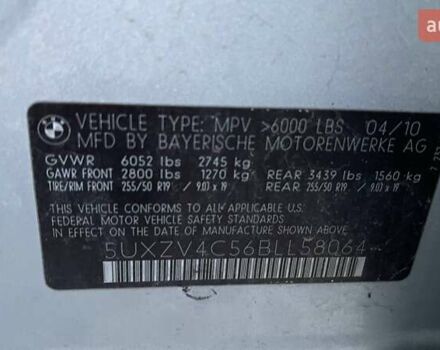 au
BMW
VEHICLE TYPE: MPV >6000 LBS 04/10
MFD BY BAYERISCHE MOTORENWERKE AG
GVWR 6052 lbs 2745 kg
GAWR FRONT 2800 lbs 1270 kg REAR 3439 lbs 1560 kg
TIRE/RIM FRONT 255/50 R19 / 9.0J x 19 REAR 255/50 R19 / 9.0J x 19
THIS VEHICLE CONFORMS TO ALL APPLICABLE U.S.
FEDERAL MOTOR VEHICLE SAFETY STANDARDS
IN EFFECT ON THE DATE OF MANUFACTURE SHOWN ABOVE
5UXZV4C56BLL58064